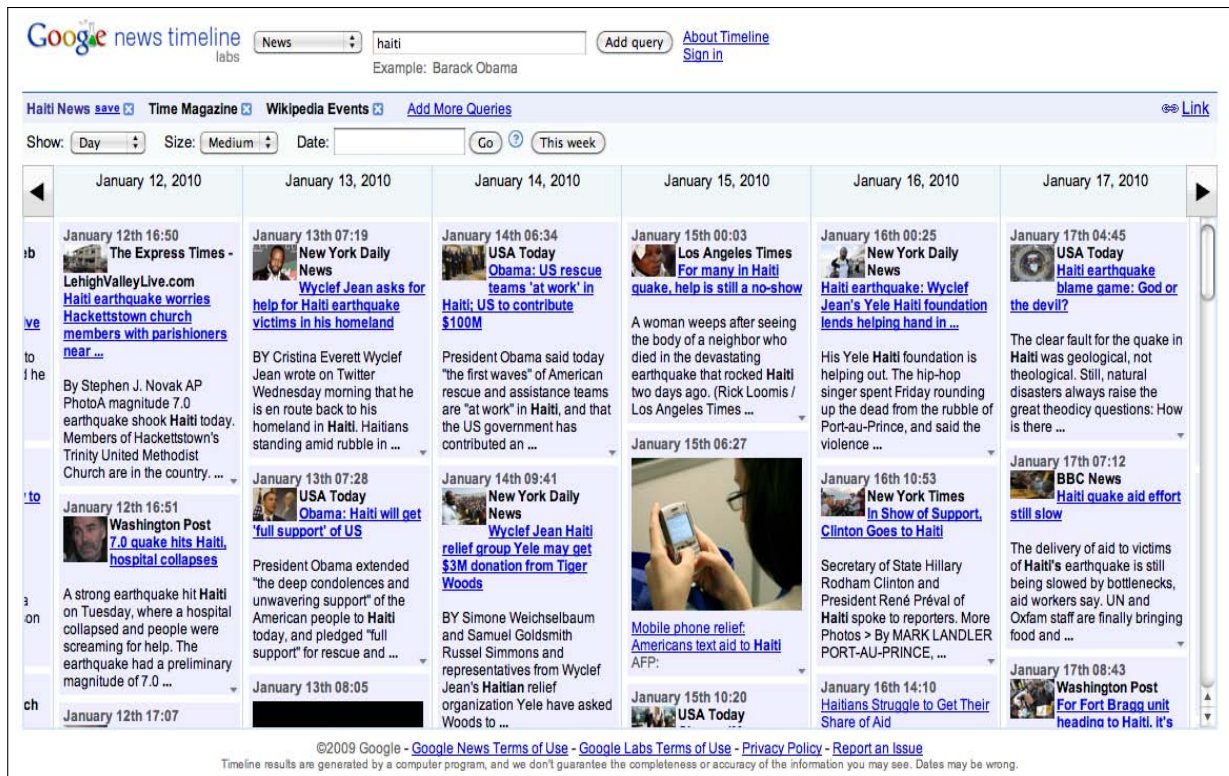 Google news timeline
labs
News
haiti
Add query
About Timeline
Sign in
Example: Barack Obama
Haiti News save Time Magazine Wikipedia Events Add More Queries
Link
Show: Day Size: Medium Date: Go ? This week
January 12, 2010
January 13, 2010
January 14, 2010
January 15, 2010
January 16, 2010
January 17, 2010
January 12th 16:50
The Express Times -
LehighValleyLive.com
Haiti earthquake worries
Hackettstown church
members with parishioners
near ...
By Stephen J. Novak AP
PhotoA magnitude 7.0
earthquake shook Haiti today.
Members of Hackettstown's
Trinity United Methodist
Church are in the country. ...
January 12th 16:51
Washington Post
7.0 quake hits Haiti,
hospital collapses
A strong earthquake hit Haiti
on Tuesday, where a hospital
collapsed and people were
screaming for help. The
earthquake had a preliminary
magnitude of 7.0 ...
January 12th 17:07
January 13th 07:19
New York Daily
News
Wyclef Jean asks for
help for Haiti earthquake
victims in his homeland
BY Cristina Everett Wyclef
Jean wrote on Twitter
Wednesday morning that he
is en route back to his
homeland in Haiti. Haitians
standing amid rubble in ...
January 13th 07:28
USA Today
Obama: Haiti will get
'full support' of US
President Obama extended
"the deep condolences and
unwavering support" of the
American people to Haiti
today, and pledged "full
support" for rescue and ...
January 13th 08:05
January 14th 06:34
USA Today
Obama: US rescue
teams 'at work' in
Haiti; US to contribute
$100M
President Obama said today
"the first waves" of American
rescue and assistance teams
are "at work" in Haiti, and that
the US government has
contributed an ...
January 14th 09:41
New York Daily
News
Wyclef Jean Haiti
relief group Yele may get
$3M donation from Tiger
Woods
BY Simone Weichselbaum
and Samuel Goldsmith
Russel Simmons and
representatives from Wyclef
Jean's Haitian relief
organization Yele have asked
Woods to ...
January 15th 00:03
Los Angeles Times
For many in Haiti
quake, help is still a no-show
A woman weeps after seeing
the body of a neighbor who
died in the devastating
earthquake that rocked Haiti
two days ago. (Rick Loomis /
Los Angeles Times ...
January 15th 06:27
Mobile phone relief:
Americans text aid to Haiti
AFP:
January 15th 10:20
USA Today
January 16th 00:25
New York Daily
News
Haiti earthquake: Wyclef
Jean's Yele Haiti foundation
lends helping hand in ...
His Yele Haiti foundation is
helping out. The hip-hop
singer spent Friday rounding
up the dead from the rubble of
Port-au-Prince, and said the
violence ...
January 16th 10:53
New York Times
In Show of Support,
Clinton Goes to Haiti
Secretary of State Hillary
Rodham Clinton and
President René Préval of
Haiti spoke to reporters. More
Photos > By MARK LANDLER
PORT-AU-PRINCE, ...
January 16th 14:10
Haitians Struggle to Get Their
Share of Aid
January 17th 04:45
USA Today
Haiti earthquake
blame game: God or
the devil?
The clear fault for the quake in
Haiti was geological, not
theological. Still, natural
disasters always raise the
great theodicy questions: How
is there ...
January 17th 07:12
BBC News
Haiti quake aid effort
still slow
The delivery of aid to victims
of Haiti's earthquake is still
being slowed by bottlenecks,
aid workers say. UN and
Oxfam staff are finally bringing
food and ...
January 17th 08:43
Washington Post
For Fort Bragg unit
heading to Haiti, it's
©2009 Google - Google News Terms of Use - Google Labs Terms of Use - Privacy Policy - Report an Issue
Timeline results are generated by a computer program, and we don't guarantee the completeness or accuracy of the information you may see. Dates may be wrong.